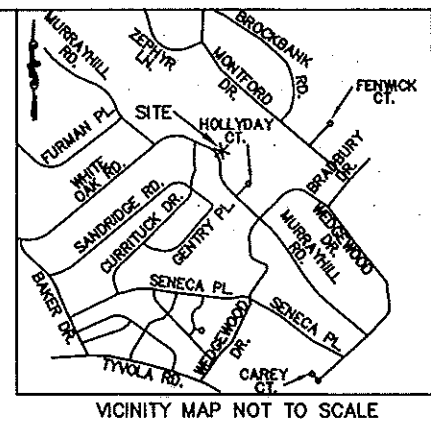 MURRAYHILL
RD.
ZEPHYR
LN.
BROCKBANK
RD.
MONTFORD
DR.
FENWICK
CT.
SITE
HOLLYDAY
CT.
FURMAN PL.
WHITE
OAK RD.
BRADBURY
DR.
SANDRIDGE RD.
CURRITUCK DR.
GENTRY PL.
WEDGEWOOD
DR.
MURRAYHILL
RD.
BAKER DR.
SENECA PL.
SENECA PL.
WEDGEWOOD
DR.
TYVOLA RD.
CAREY
CT.
VICINITY MAP NOT TO SCALE